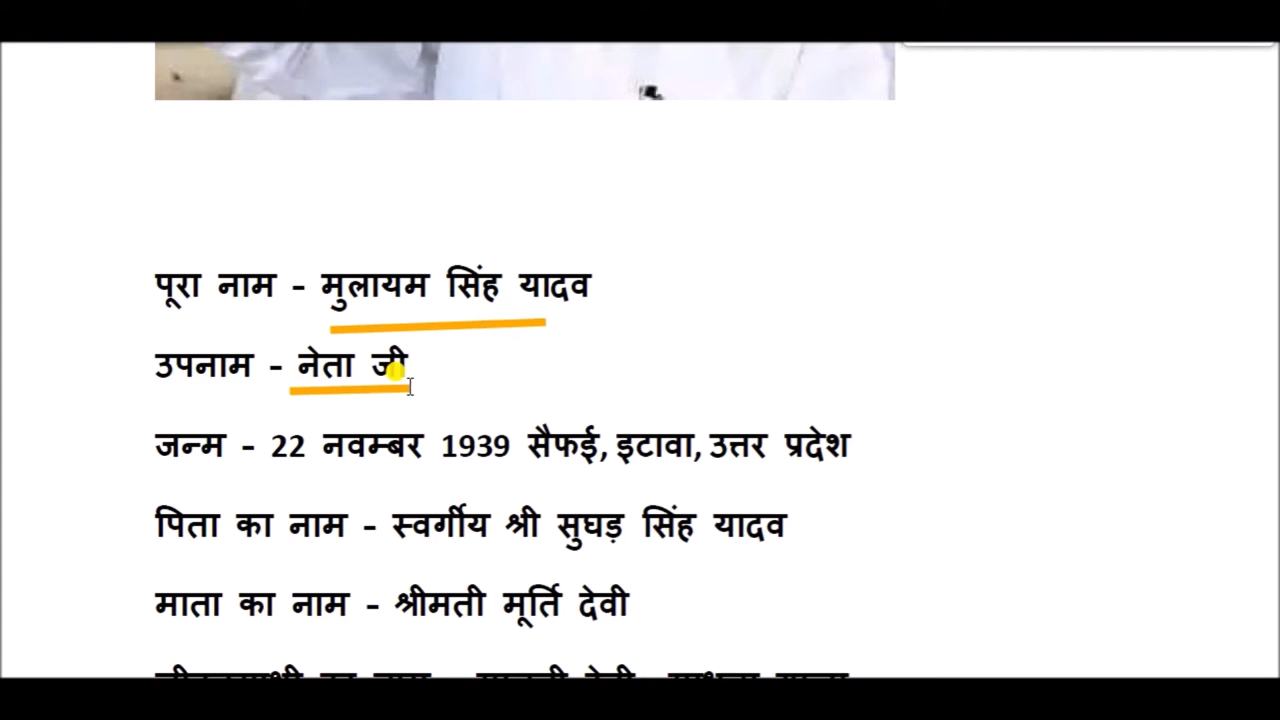 पूरा नाम - मुलायम सिंह यादव
उपनाम - नेता जी
जन्म - 22 नवम्बर 1939 सैफई, इटावा, उत्तर प्रदेश
पिता का नाम - स्वर्गीय श्री सुघड़ सिंह यादव
माता का नाम - श्रीमती मूर्ति देवी